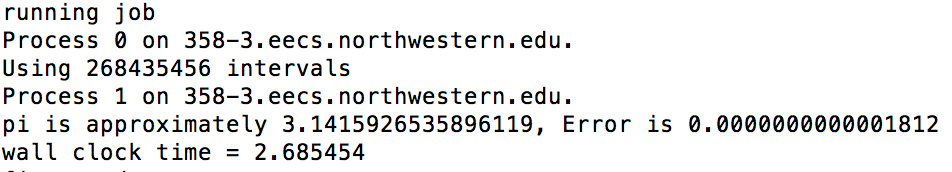 running job
Process 0 on 358-3.eecs.northwestern.edu.
Using 268435456 intervals
Process 1 on 358-3.eecs.northwestern.edu.
pi is approximately 3.1415926535896119, Error is 0.0000000000001812
wall clock time = 2.685454